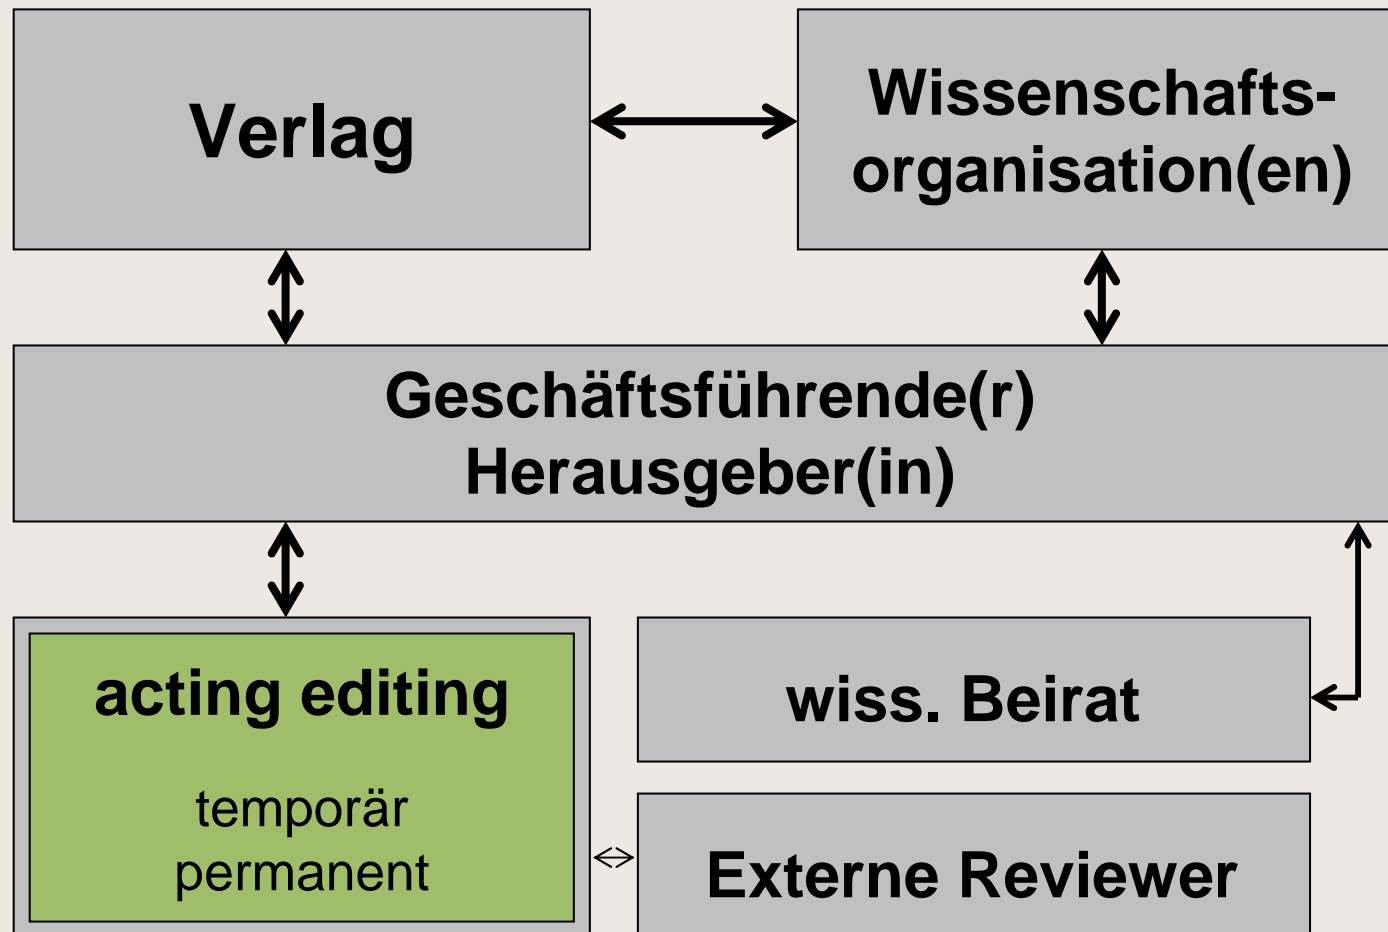 Verlag
Wissenschafts-
organisation(en)
Geschäftsführende(r)
Herausgeber(in)
acting editing
temporär
permanent
wiss. Beirat
Externe Reviewer